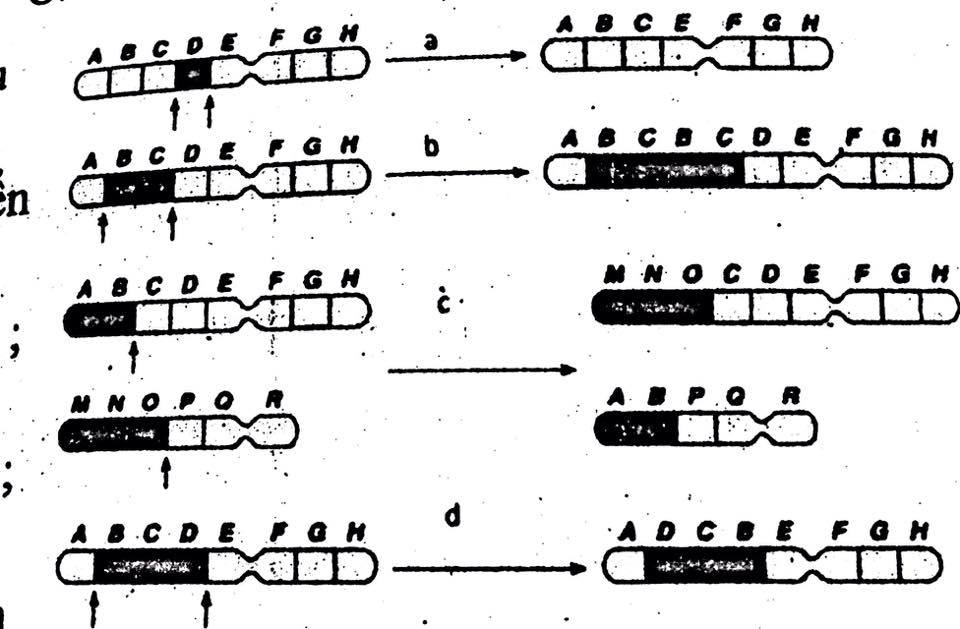 A B C D E F G H
a
A B C E F G H
A B C D E F G H
b
A B C B C D E F G H
A B C D E F G H
c
M N O C D E F G H
M N O P Q R
A B P Q R
A B C D E F G H
d
A D C B E F G H